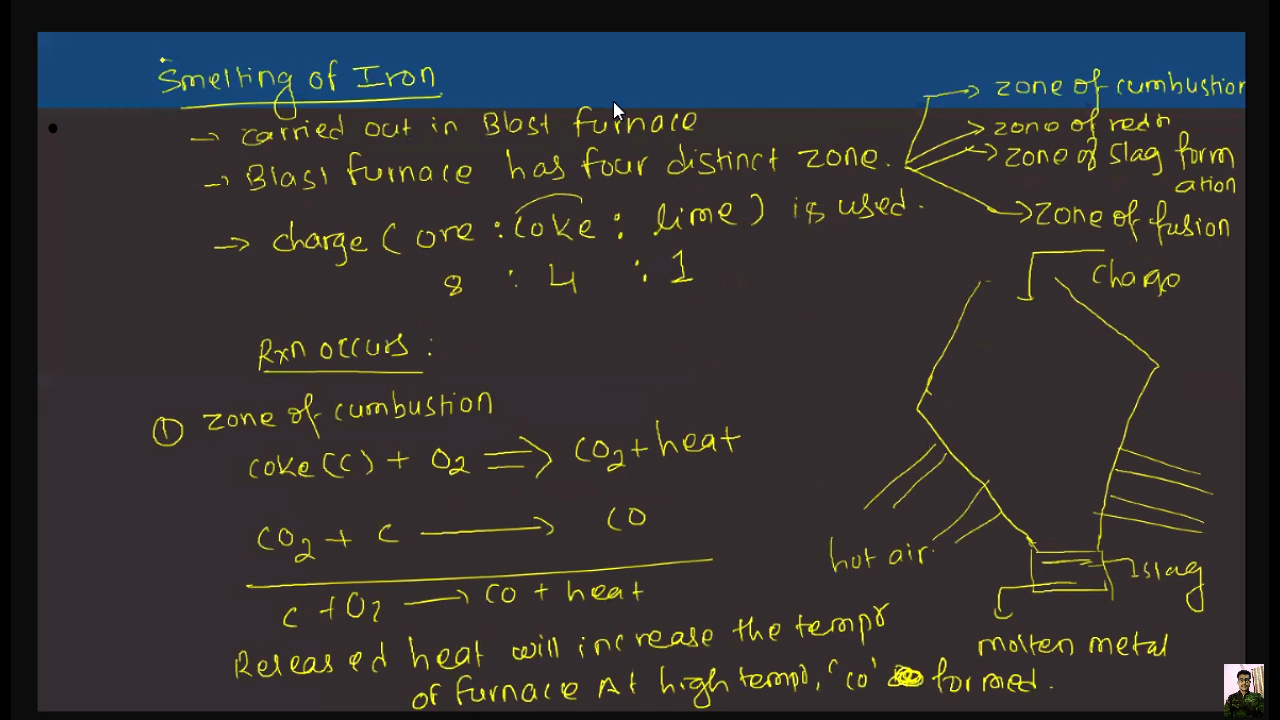 Smelting of Iron
→ carried out in Blast furnace
→ Blast furnace has four distinct zone.
→ zone of cumbustion
→ zone of redn
→ zone of slag form
ation
→ zone of fusion
→ charge (ore : coke : lime) is used.
8 : 4 : 1
charge
Rxn occurs :
① zone of cumbustion
coke (C) + O2 ⇒ CO2 + heat
CO2 + C → CO
C + O2 → CO + heat
hot air.
slag
molten metal
Released heat will increase the tempr
of furnace At high tempr, 'CO' formed.